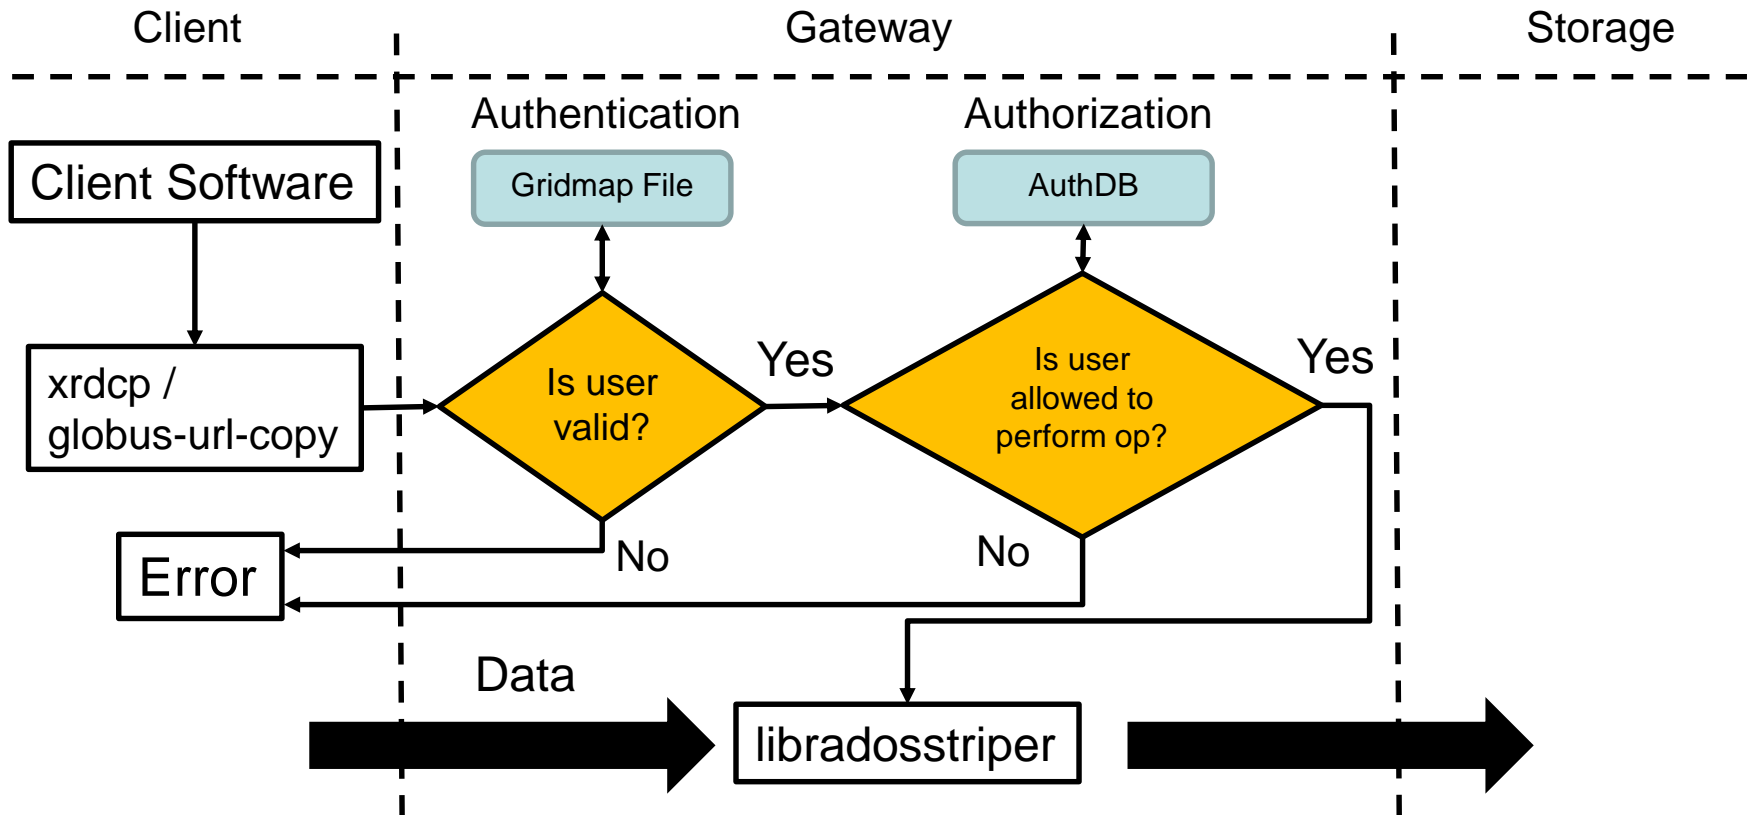 Client
Gateway
Storage
Authentication
Authorization
Client Software
Gridmap File
AuthDB
xrdcp /
globus-url-copy
Is user
valid?
Yes
Is user
allowed to
perform op?
Yes
Error
No
No
Data
libradosstriper